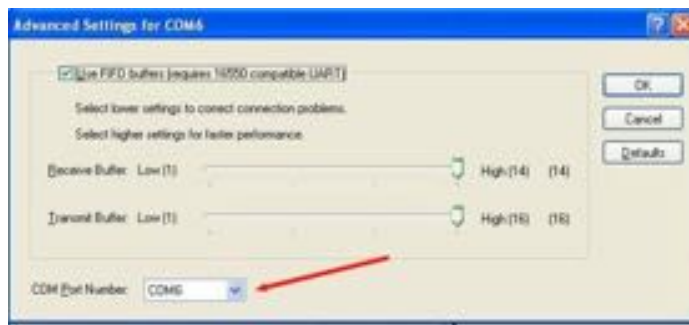 Advanced Settings for COM6
Use FIFO buffers (requires 16550 compatible UART)
Select lower settings to correct connection problems.
Select higher settings for faster performance.
Receive Buffer: Low (1) High (14) (14)
Transmit Buffer: Low (1) High (16) (16)
COM Port Number: COM6
OK
Cancel
Defaults